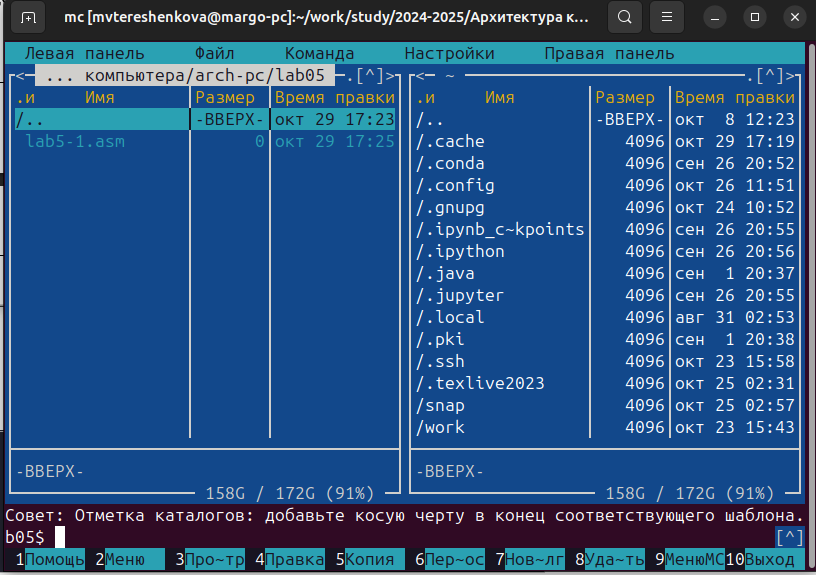 mc [mvtereshenkova@margo-pc]:~/work/study/2024-2025/Архитектура к...
Левая панель Файл Команда Настройки Правая панель
<— ... компьютера/arch-pc/lab05 —.[^]>
.и Имя Размер Время правки
/.. -ВВЕРХ- окт 29 17:23
lab5-1.asm 0 окт 29 17:25
-ВВЕРХ-
158G / 172G (91%)
<— ~ —.[^]>
.и Имя Размер Время правки
/.. -ВВЕРХ- окт 8 12:23
/.cache 4096 окт 29 17:19
/.conda 4096 сен 26 20:52
/.config 4096 окт 26 11:51
/.gnupg 4096 окт 24 10:52
/.ipynb_c~kpoints 4096 сен 26 20:55
/.ipython 4096 сен 26 20:56
/.java 4096 сен 1 20:37
/.jupyter 4096 сен 26 20:55
/.local 4096 авг 31 02:53
/.pki 4096 сен 1 20:38
/.ssh 4096 окт 23 15:58
/.texlive2023 4096 окт 25 02:31
/snap 4096 окт 25 02:57
/work 4096 окт 23 15:43
-ВВЕРХ-
158G / 172G (91%)
Совет: Отметка каталогов: добавьте косую черту в конец соответствующего шаблона.
b05$ [^]
1Помощь 2Меню 3Про~тр 4Правка 5Копия 6Пер~ос 7Нов~лг 8Уда~ть 9МенюMC 10Выход